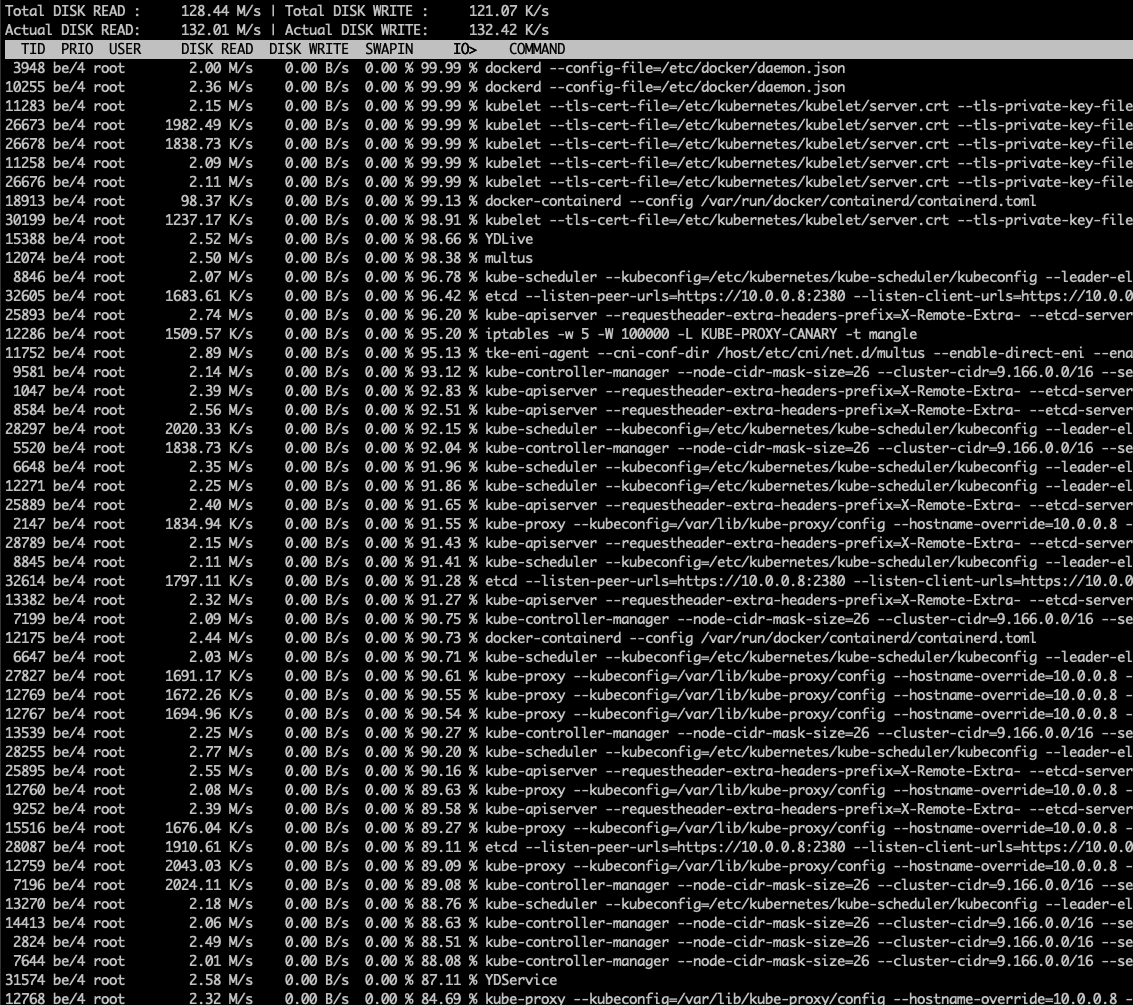 Total DISK READ :     128.44 M/s | Total DISK WRITE :     121.07 K/s
Actual DISK READ:     132.01 M/s | Actual DISK WRITE:     132.42 K/s
TID  PRIO  USER     DISK READ  DISK WRITE  SWAPIN     IO>    COMMAND
3948 be/4 root        2.00 M/s    0.00 B/s  0.00 % 99.99 % dockerd --config-file=/etc/docker/daemon.json
10255 be/4 root        2.36 M/s    0.00 B/s  0.00 % 99.99 % dockerd --config-file=/etc/docker/daemon.json
11283 be/4 root        2.15 M/s    0.00 B/s  0.00 % 99.99 % kubelet --tls-cert-file=/etc/kubernetes/kubelet/server.crt --tls-private-key-file
26673 be/4 root     1982.49 K/s    0.00 B/s  0.00 % 99.99 % kubelet --tls-cert-file=/etc/kubernetes/kubelet/server.crt --tls-private-key-file
26678 be/4 root     1838.73 K/s    0.00 B/s  0.00 % 99.99 % kubelet --tls-cert-file=/etc/kubernetes/kubelet/server.crt --tls-private-key-file
11258 be/4 root        2.09 M/s    0.00 B/s  0.00 % 99.99 % kubelet --tls-cert-file=/etc/kubernetes/kubelet/server.crt --tls-private-key-file
26676 be/4 root        2.11 M/s    0.00 B/s  0.00 % 99.99 % kubelet --tls-cert-file=/etc/kubernetes/kubelet/server.crt --tls-private-key-file
18913 be/4 root       98.37 K/s    0.00 B/s  0.00 % 99.13 % docker-containerd --config /var/run/docker/containerd/containerd.toml
30199 be/4 root     1237.17 K/s    0.00 B/s  0.00 % 98.91 % kubelet --tls-cert-file=/etc/kubernetes/kubelet/server.crt --tls-private-key-file
15388 be/4 root        2.52 M/s    0.00 B/s  0.00 % 98.66 % YDLive
12074 be/4 root        2.50 M/s    0.00 B/s  0.00 % 98.38 % multus
8846 be/4 root        2.07 M/s    0.00 B/s  0.00 % 96.78 % kube-scheduler --kubeconfig=/etc/kubernetes/kube-scheduler/kubeconfig --leader-el
32605 be/4 root     1683.61 K/s    0.00 B/s  0.00 % 96.42 % etcd --listen-peer-urls=https://10.0.0.8:2380 --listen-client-urls=https://10.0.0
25893 be/4 root        2.74 M/s    0.00 B/s  0.00 % 96.20 % kube-apiserver --requestheader-extra-headers-prefix=X-Remote-Extra- --etcd-server
12286 be/4 root     1509.57 K/s    0.00 B/s  0.00 % 95.20 % iptables -w 5 -W 100000 -L KUBE-PROXY-CANARY -t mangle
11752 be/4 root        2.89 M/s    0.00 B/s  0.00 % 95.13 % tke-eni-agent --cni-conf-dir /host/etc/cni/net.d/multus --enable-direct-eni --ena
9581 be/4 root        2.14 M/s    0.00 B/s  0.00 % 93.12 % kube-controller-manager --node-cidr-mask-size=26 --cluster-cidr=9.166.0.0/16 --se
1047 be/4 root        2.39 M/s    0.00 B/s  0.00 % 92.83 % kube-apiserver --requestheader-extra-headers-prefix=X-Remote-Extra- --etcd-server
8584 be/4 root        2.56 M/s    0.00 B/s  0.00 % 92.51 % kube-apiserver --requestheader-extra-headers-prefix=X-Remote-Extra- --etcd-server
28297 be/4 root     2020.33 K/s    0.00 B/s  0.00 % 92.15 % kube-scheduler --kubeconfig=/etc/kubernetes/kube-scheduler/kubeconfig --leader-el
5520 be/4 root     1838.73 K/s    0.00 B/s  0.00 % 92.04 % kube-controller-manager --node-cidr-mask-size=26 --cluster-cidr=9.166.0.0/16 --se
6648 be/4 root        2.35 M/s    0.00 B/s  0.00 % 91.96 % kube-scheduler --kubeconfig=/etc/kubernetes/kube-scheduler/kubeconfig --leader-el
12271 be/4 root        2.25 M/s    0.00 B/s  0.00 % 91.86 % kube-scheduler --kubeconfig=/etc/kubernetes/kube-scheduler/kubeconfig --leader-el
25889 be/4 root        2.40 M/s    0.00 B/s  0.00 % 91.65 % kube-apiserver --requestheader-extra-headers-prefix=X-Remote-Extra- --etcd-server
2147 be/4 root     1834.94 K/s    0.00 B/s  0.00 % 91.55 % kube-proxy --kubeconfig=/var/lib/kube-proxy/config --hostname-override=10.0.0.8 -
28789 be/4 root        2.15 M/s    0.00 B/s  0.00 % 91.43 % kube-apiserver --requestheader-extra-headers-prefix=X-Remote-Extra- --etcd-server
8845 be/4 root        2.11 M/s    0.00 B/s  0.00 % 91.41 % kube-scheduler --kubeconfig=/etc/kubernetes/kube-scheduler/kubeconfig --leader-el
32614 be/4 root     1797.11 K/s    0.00 B/s  0.00 % 91.28 % etcd --listen-peer-urls=https://10.0.0.8:2380 --listen-client-urls=https://10.0.0
13382 be/4 root        2.32 M/s    0.00 B/s  0.00 % 91.27 % kube-apiserver --requestheader-extra-headers-prefix=X-Remote-Extra- --etcd-server
7199 be/4 root        2.09 M/s    0.00 B/s  0.00 % 90.75 % kube-controller-manager --node-cidr-mask-size=26 --cluster-cidr=9.166.0.0/16 --se
12175 be/4 root        2.44 M/s    0.00 B/s  0.00 % 90.73 % docker-containerd --config /var/run/docker/containerd/containerd.toml
6647 be/4 root        2.03 M/s    0.00 B/s  0.00 % 90.71 % kube-scheduler --kubeconfig=/etc/kubernetes/kube-scheduler/kubeconfig --leader-el
27827 be/4 root     1691.17 K/s    0.00 B/s  0.00 % 90.61 % kube-proxy --kubeconfig=/var/lib/kube-proxy/config --hostname-override=10.0.0.8 -
12769 be/4 root     1672.26 K/s    0.00 B/s  0.00 % 90.55 % kube-proxy --kubeconfig=/var/lib/kube-proxy/config --hostname-override=10.0.0.8 -
12767 be/4 root     1694.96 K/s    0.00 B/s  0.00 % 90.54 % kube-proxy --kubeconfig=/var/lib/kube-proxy/config --hostname-override=10.0.0.8 -
13539 be/4 root        2.25 M/s    0.00 B/s  0.00 % 90.27 % kube-controller-manager --node-cidr-mask-size=26 --cluster-cidr=9.166.0.0/16 --se
28255 be/4 root        2.77 M/s    0.00 B/s  0.00 % 90.20 % kube-scheduler --kubeconfig=/etc/kubernetes/kube-scheduler/kubeconfig --leader-el
25895 be/4 root        2.55 M/s    0.00 B/s  0.00 % 90.16 % kube-apiserver --requestheader-extra-headers-prefix=X-Remote-Extra- --etcd-server
12760 be/4 root        2.08 M/s    0.00 B/s  0.00 % 89.63 % kube-proxy --kubeconfig=/var/lib/kube-proxy/config --hostname-override=10.0.0.8 -
9252 be/4 root        2.39 M/s    0.00 B/s  0.00 % 89.58 % kube-apiserver --requestheader-extra-headers-prefix=X-Remote-Extra- --etcd-server
15516 be/4 root     1676.04 K/s    0.00 B/s  0.00 % 89.27 % kube-proxy --kubeconfig=/var/lib/kube-proxy/config --hostname-override=10.0.0.8 -
28087 be/4 root     1910.61 K/s    0.00 B/s  0.00 % 89.11 % etcd --listen-peer-urls=https://10.0.0.8:2380 --listen-client-urls=https://10.0.0
12759 be/4 root     2043.03 K/s    0.00 B/s  0.00 % 89.09 % kube-proxy --kubeconfig=/var/lib/kube-proxy/config --hostname-override=10.0.0.8 -
7196 be/4 root     2024.11 K/s    0.00 B/s  0.00 % 89.08 % kube-controller-manager --node-cidr-mask-size=26 --cluster-cidr=9.166.0.0/16 --se
13270 be/4 root        2.18 M/s    0.00 B/s  0.00 % 88.76 % kube-scheduler --kubeconfig=/etc/kubernetes/kube-scheduler/kubeconfig --leader-el
14413 be/4 root        2.06 M/s    0.00 B/s  0.00 % 88.63 % kube-controller-manager --node-cidr-mask-size=26 --cluster-cidr=9.166.0.0/16 --se
2824 be/4 root        2.49 M/s    0.00 B/s  0.00 % 88.51 % kube-controller-manager --node-cidr-mask-size=26 --cluster-cidr=9.166.0.0/16 --se
7644 be/4 root        2.01 M/s    0.00 B/s  0.00 % 88.08 % kube-controller-manager --node-cidr-mask-size=26 --cluster-cidr=9.166.0.0/16 --se
31574 be/4 root        2.58 M/s    0.00 B/s  0.00 % 87.11 % YDService
12768 be/4 root        2.32 M/s    0.00 B/s  0.00 % 84.69 % kube-proxy --kubeconfig=/var/lib/kube-proxy/config --hostname-override=10.0.0.8 -